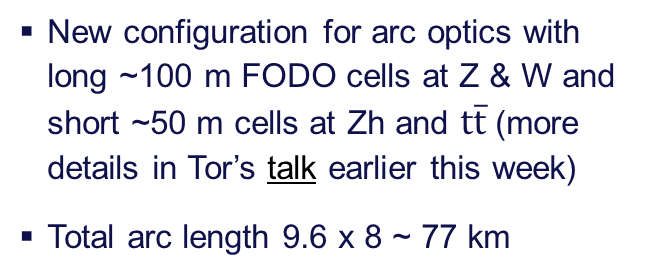 ▪ New configuration for arc optics with
long ~100 m FODO cells at Z & W and
short ~50 m cells at Zh and tt̄ (more
details in Tor’s talk earlier this week)
▪ Total arc length 9.6 x 8 ~ 77 km